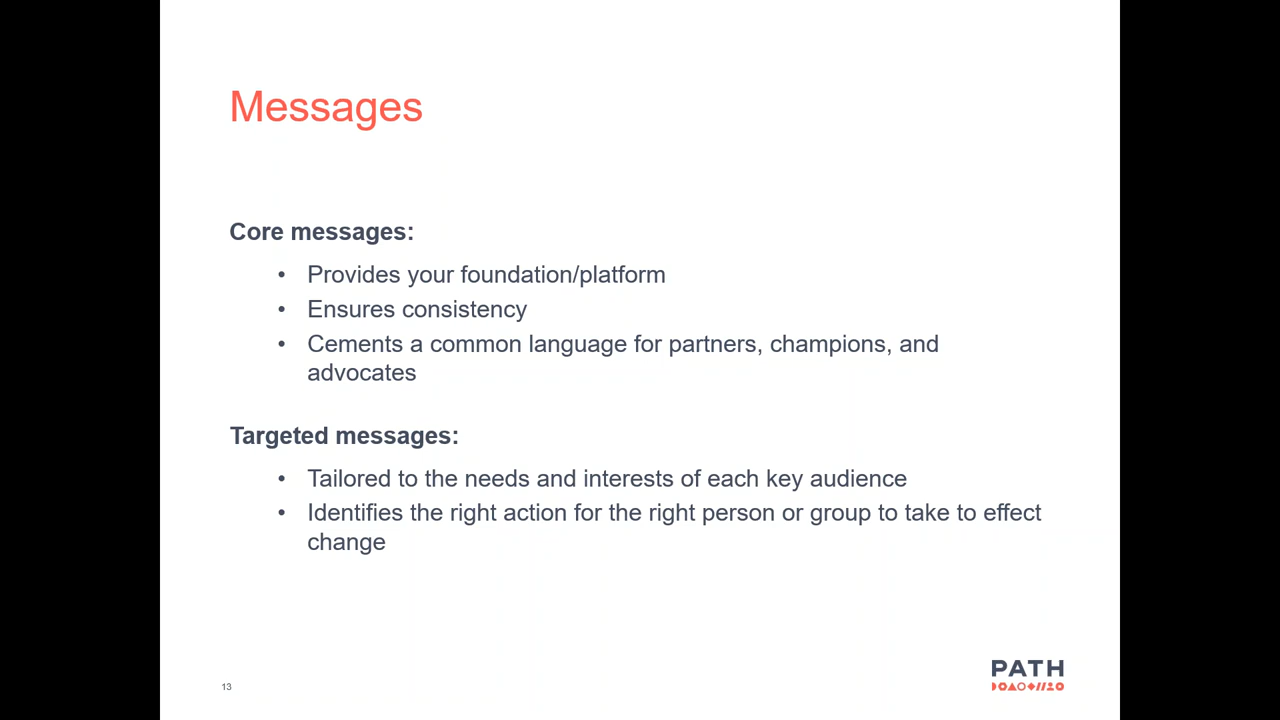 Messages
Core messages:
• Provides your foundation/platform
• Ensures consistency
• Cements a common language for partners, champions, and
advocates
Targeted messages:
• Tailored to the needs and interests of each key audience
• Identifies the right action for the right person or group to take to effect
change
13
PATH